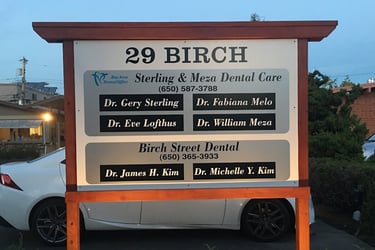 29 BIRCH
Sterling & Meza Dental Care
(650) 587-3788
Dr. Gery Sterling
Dr. Fabiana Melo
Dr. Eve Lofthus
Dr. William Meza
Birch Street Dental
(650) 365-3933
Dr. James H. Kim
Dr. Michelle Y. Kim